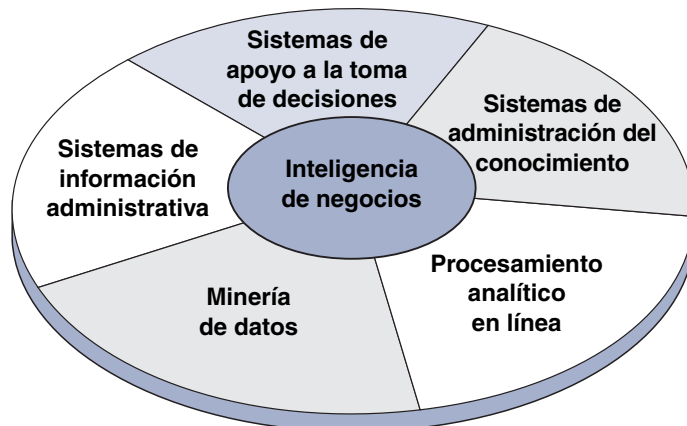 Sistemas de
apoyo a la toma
de decisiones
Sistemas de
administración del
conocimiento
Sistemas de
información
administrativa
Inteligencia
de negocios
Procesamiento
analítico
en línea
Minería
de datos